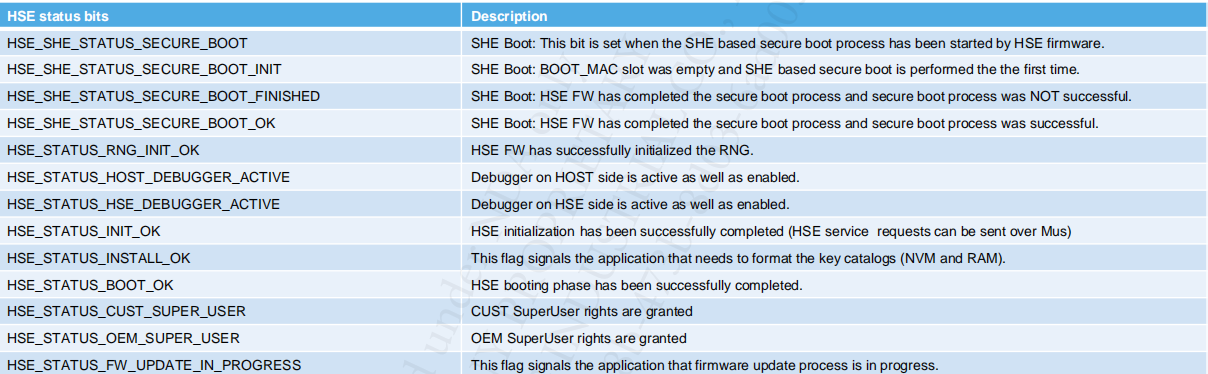 HSE status bits Description
HSE_SHE_STATUS_SECURE_BOOT SHE Boot: This bit is set when the SHE based secure boot process has been started by HSE firmware.
HSE_SHE_STATUS_SECURE_BOOT_INIT SHE Boot: BOOT_MAC slot was empty and SHE based secure boot is performed the the first time.
HSE_SHE_STATUS_SECURE_BOOT_FINISHED SHE Boot: HSE FW has completed the secure boot process and secure boot process was NOT successful.
HSE_SHE_STATUS_SECURE_BOOT_OK SHE Boot: HSE FW has completed the secure boot process and secure boot process was successful.
HSE_STATUS_RNG_INIT_OK HSE FW has successfully initialized the RNG.
HSE_STATUS_HOST_DEBUGGER_ACTIVE Debugger on HOST side is active as well as enabled.
HSE_STATUS_HSE_DEBUGGER_ACTIVE Debugger on HSE side is active as well as enabled.
HSE_STATUS_INIT_OK HSE initialization has been successfully completed (HSE service requests can be sent over Mus)
HSE_STATUS_INSTALL_OK This flag signals the application that needs to format the key catalogs (NVM and RAM).
HSE_STATUS_BOOT_OK HSE booting phase has been successfully completed.
HSE_STATUS_CUST_SUPER_USER CUST SuperUser rights are granted
HSE_STATUS_OEM_SUPER_USER OEM SuperUser rights are granted
HSE_STATUS_FW_UPDATE_IN_PROGRESS This flag signals the application that firmware update process is in progress.